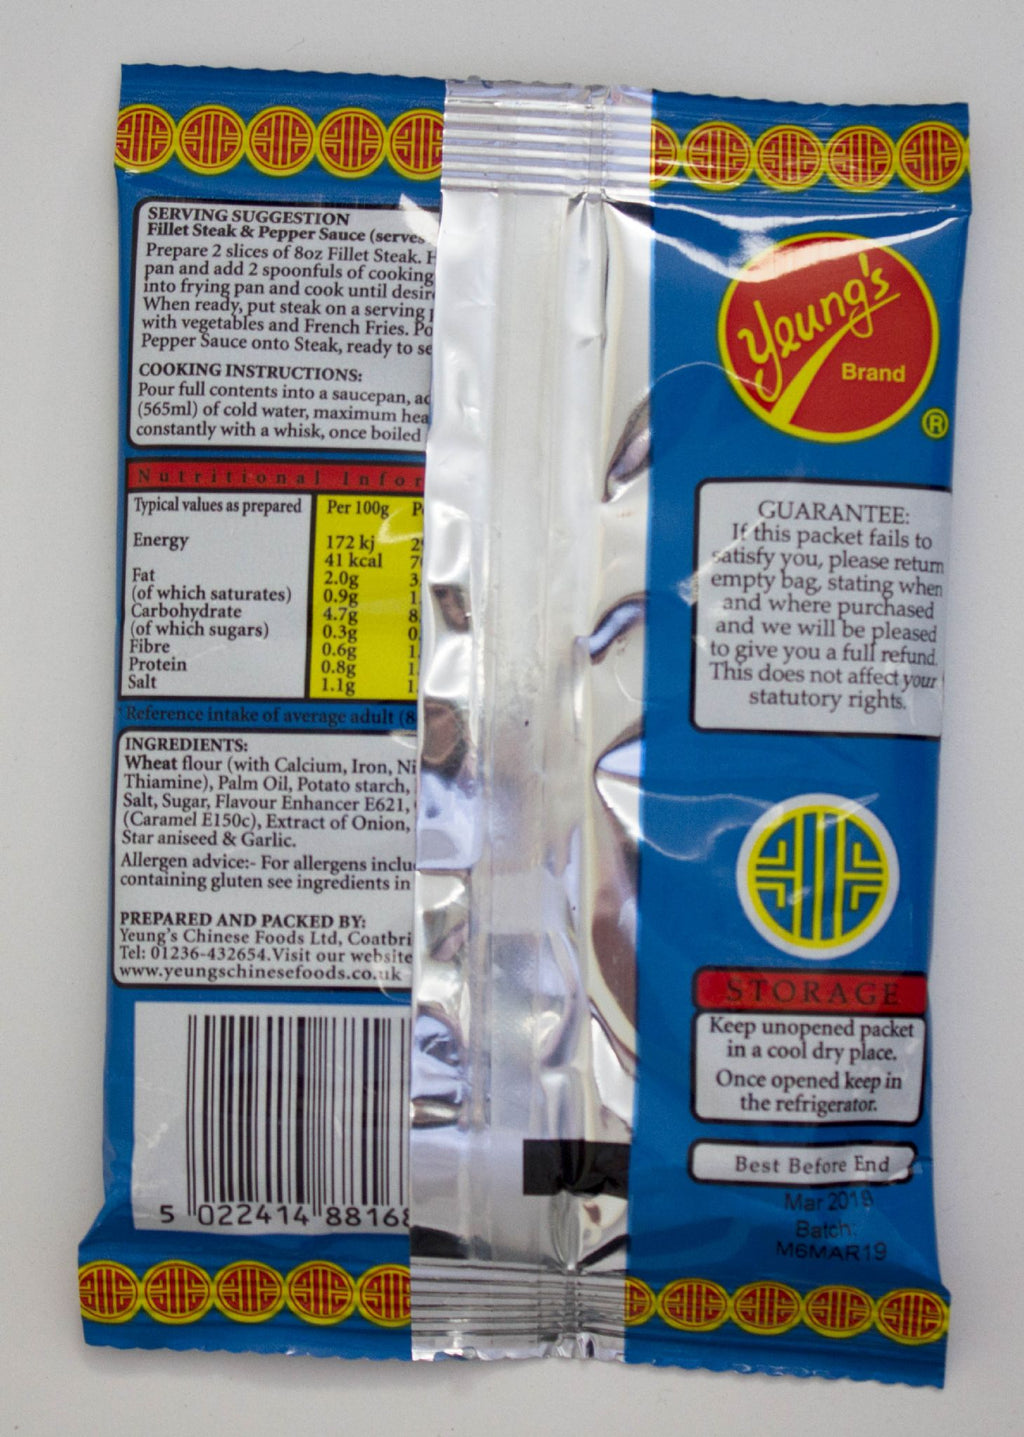 SERVING SUGGESTION
Fillet Steak & Pepper Sauce (serves
Prepare 2 slices of 8oz Fillet Steak.
pan and add 2 spoonfuls of cooking
into frying pan and cook until
When ready, put steak on a serving
with vegetables and French Fries.
Pepper Sauce onto Steak, ready to
COOKING INSTRUCTIONS:
Pour full contents into a saucepan,
(565ml) of cold water, maximum
constantly with a whisk, once boiled
Nutritional
Typical values as prepared Per 100g
Energy 172 kj
41 kcal
Fat 2.0g
(of which saturates) 0.9g
Carbohydrate 4.7g
(of which sugars) 0.3g
Fibre 0.6g
Protein 0.8g
Salt 1.1g
*Reference intake of average adult
INGREDIENTS:
Wheat flour (with Calcium, Iron,
Thiamine), Palm Oil, Potato starch,
Salt, Sugar, Flavour Enhancer E621,
(Caramel E150c), Extract of Onion,
Star aniseed & Garlic.
Allergen advice:- For allergens
containing gluten see ingredients in
PREPARED AND PACKED BY:
Yeung's Chinese Foods Ltd,
Tel: 01236-432654. Visit our website
www.yeungschinesefoods.co.uk
5 022414 8816
Yeung's
Brand
®
GUARANTEE:
If this packet fails to
satisfy you, please return
empty bag, stating when
and where purchased
and we will be pleased
to give you a full refund.
This does not affect your
statutory rights.
STORAGE
Keep unopened packet
in a cool dry place.
Once opened keep in
the refrigerator.
Best Before End
Mar 2019
Batch:
M6MAR19